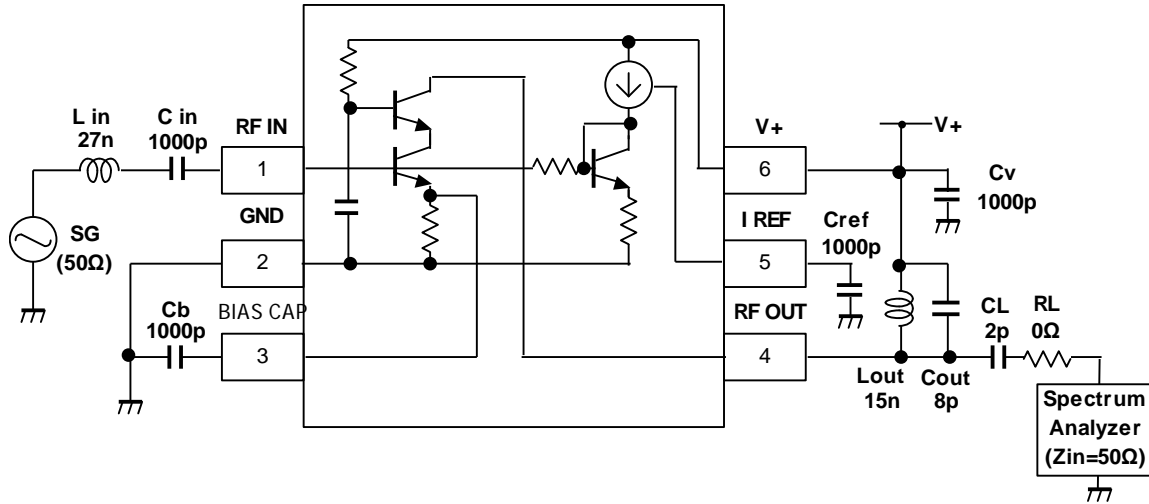 L in
27n
C in
1000p
RF IN
1
GND
2
SG
(50Ω)
Cb
1000p
BIAS CAP
3
V+
6
V+
Cv
1000p
I REF
5
Cref
1000p
RF OUT
4
Lout
15n
Cout
8p
CL
2p
RL
0Ω
Spectrum
Analyzer
(Zin=50Ω)